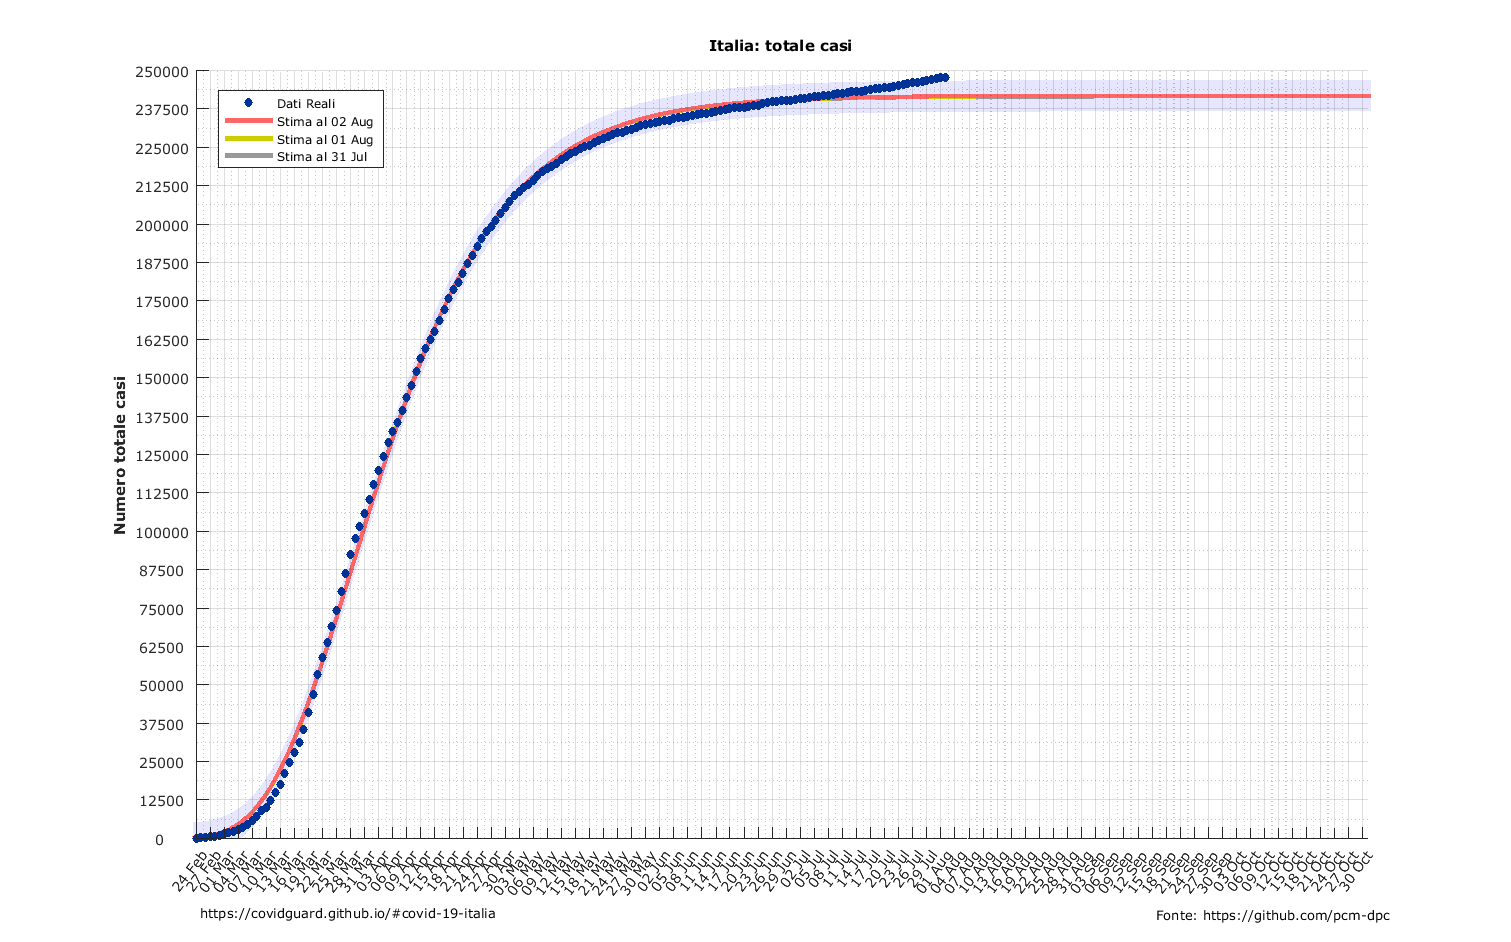 Italia: totale casi
250000
237500
225000
212500
200000
187500
175000
162500
150000
137500
125000
112500
100000
87500
75000
62500
50000
37500
25000
12500
0
Numero totale casi
Dati Reali
Stima al 02 Aug
Stima al 01 Aug
Stima al 31 Jul
24 Feb
27 Feb
01 Mar
04 Mar
07 Mar
10 Mar
13 Mar
16 Mar
19 Mar
22 Mar
25 Mar
28 Mar
31 Mar
03 Apr
06 Apr
09 Apr
12 Apr
15 Apr
18 Apr
21 Apr
24 Apr
27 Apr
30 Apr
03 May
06 May
09 May
12 May
15 May
18 May
21 May
24 May
27 May
30 May
02 Jun
05 Jun
08 Jun
11 Jun
14 Jun
17 Jun
20 Jun
23 Jun
26 Jun
29 Jun
02 Jul
05 Jul
08 Jul
11 Jul
14 Jul
17 Jul
20 Jul
23 Jul
26 Jul
29 Jul
01 Aug
04 Aug
07 Aug
10 Aug
13 Aug
16 Aug
19 Aug
22 Aug
25 Aug
28 Aug
31 Aug
03 Sep
06 Sep
09 Sep
12 Sep
15 Sep
18 Sep
21 Sep
24 Sep
27 Sep
30 Sep
03 Oct
06 Oct
09 Oct
12 Oct
15 Oct
18 Oct
21 Oct
24 Oct
27 Oct
30 Oct
https://covidguard.github.io/#covid-19-italia
Fonte: https://github.com/pcm-dpc